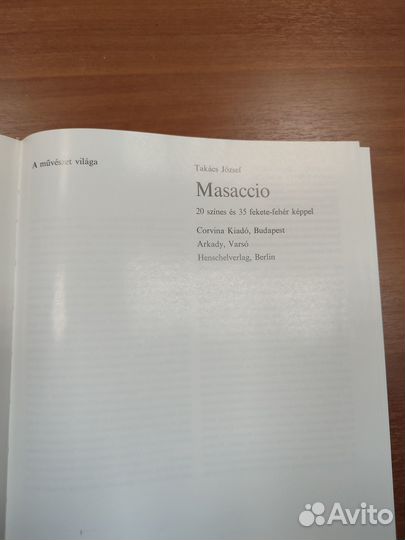 A művészet világa
Takács József
Masaccio
20 színes és 35 fekete-fehér képpel
Corvina Kiadó, Budapest
Arkady, Varsó
Henschelverlag, Berlin
Avito